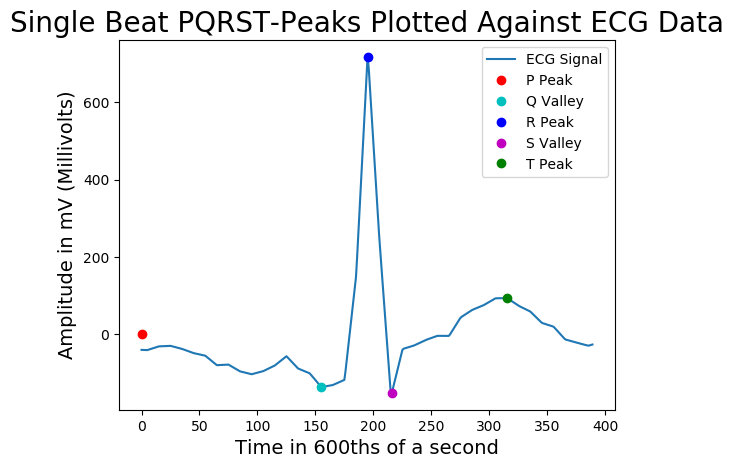 Single Beat PQRST-Peaks Plotted Against ECG Data
Amplitude in mV (Millivolts)
600
400
200
0
ECG Signal
P Peak
Q Valley
R Peak
S Valley
T Peak
0 50 100 150 200 250 300 350 400
Time in 600ths of a second